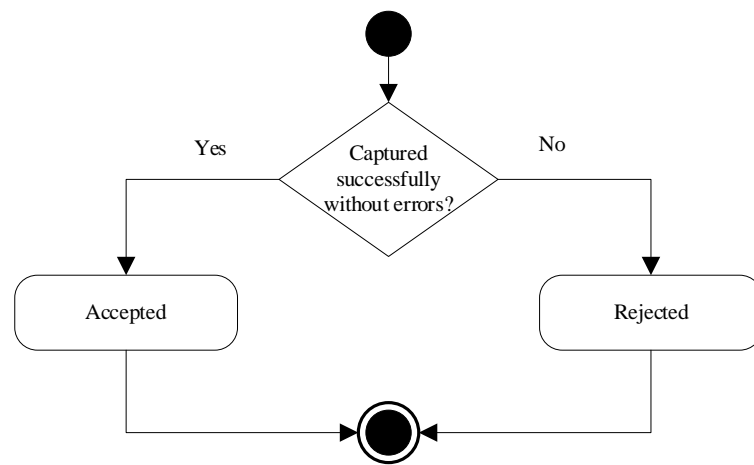 Yes
No
Captured
successfully
without errors?
Accepted
Rejected